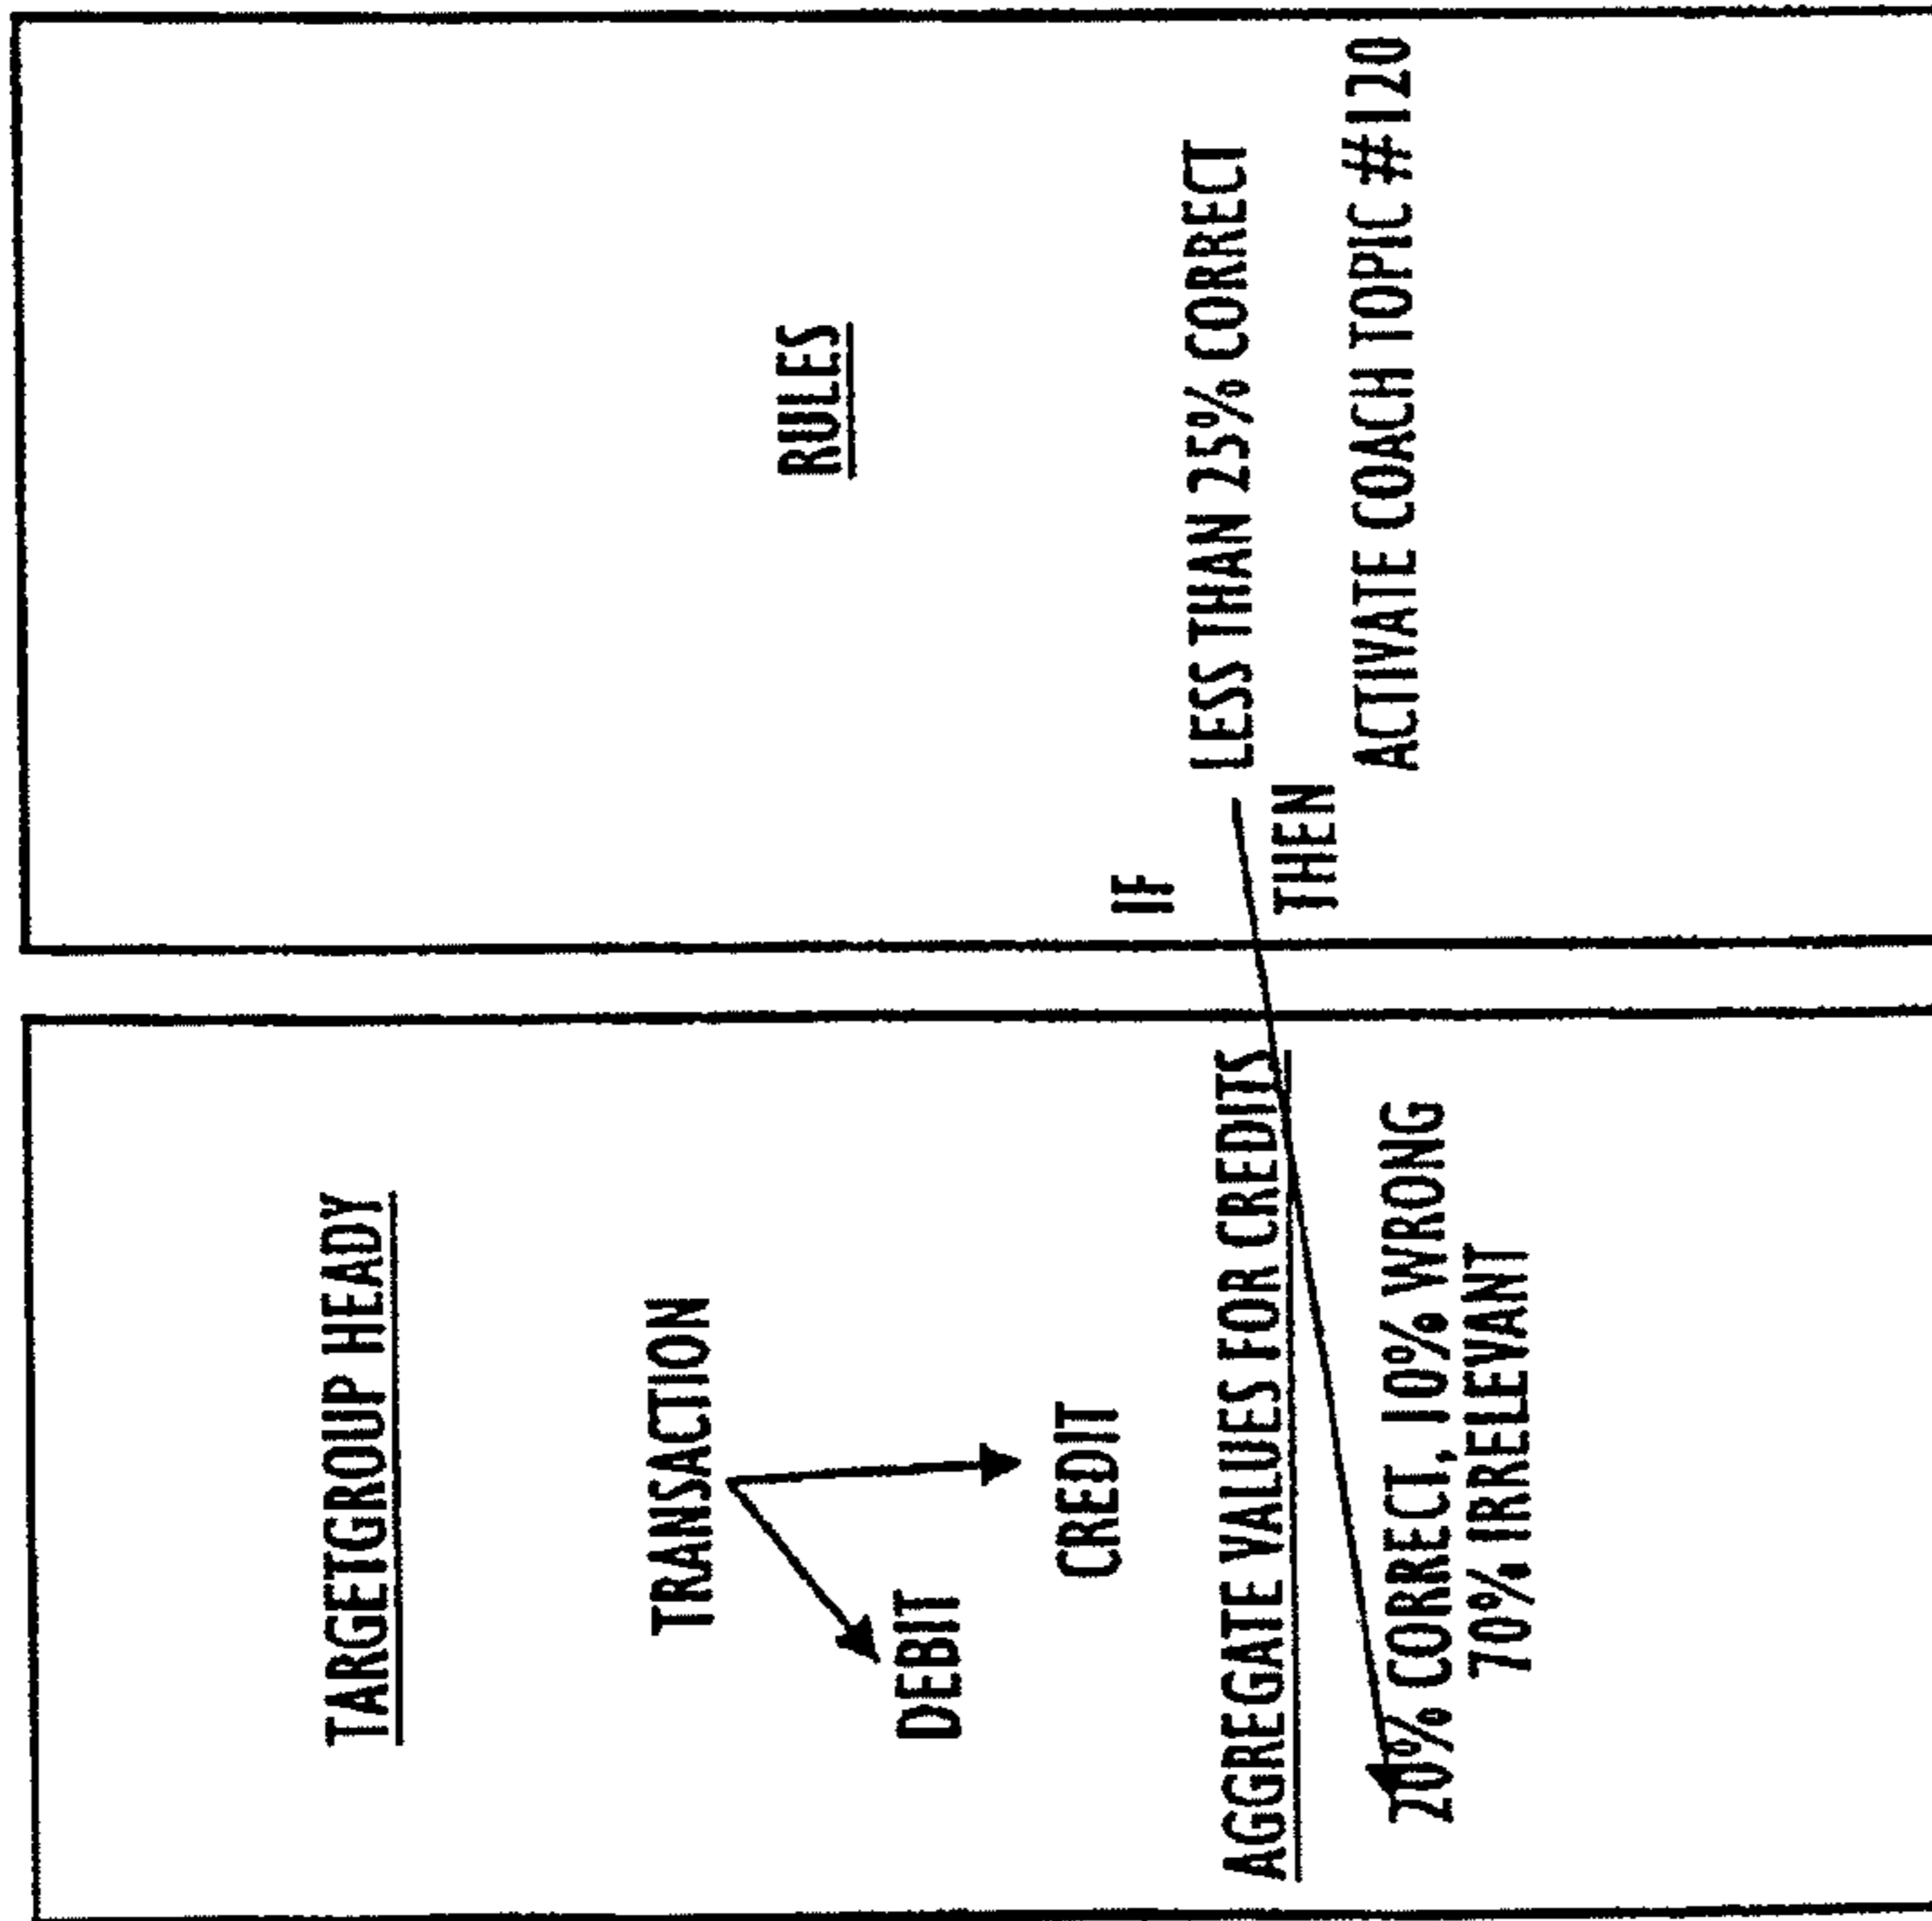 TARGETGROUP HEADY
TRANSACTION
DEBIT
CREDIT
AGGREGATE VALUES FOR CREDITS
20% CORRECT, 10% WRONG
70% IRRELEVANT
RULES
IF
LESS THAN 25% CORRECT
THEN
ACTIVATE COACH TOPIC #120